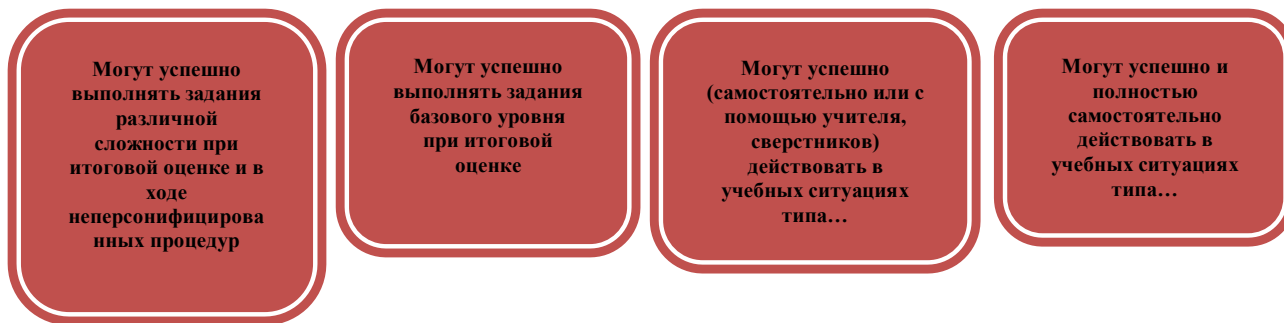 Могут успешно
выполнять задания
различной
сложности при
итоговой оценке и в
ходе
неперсонифицирова
нных процедур
Могут успешно
выполнять задания
базового уровня
при итоговой
оценке
Могут успешно
(самостоятельно или с
помощью учителя,
сверстников)
действовать в
учебных ситуациях
типа…
Могут успешно и
полностью
самостоятельно
действовать в
учебных ситуациях
типа…